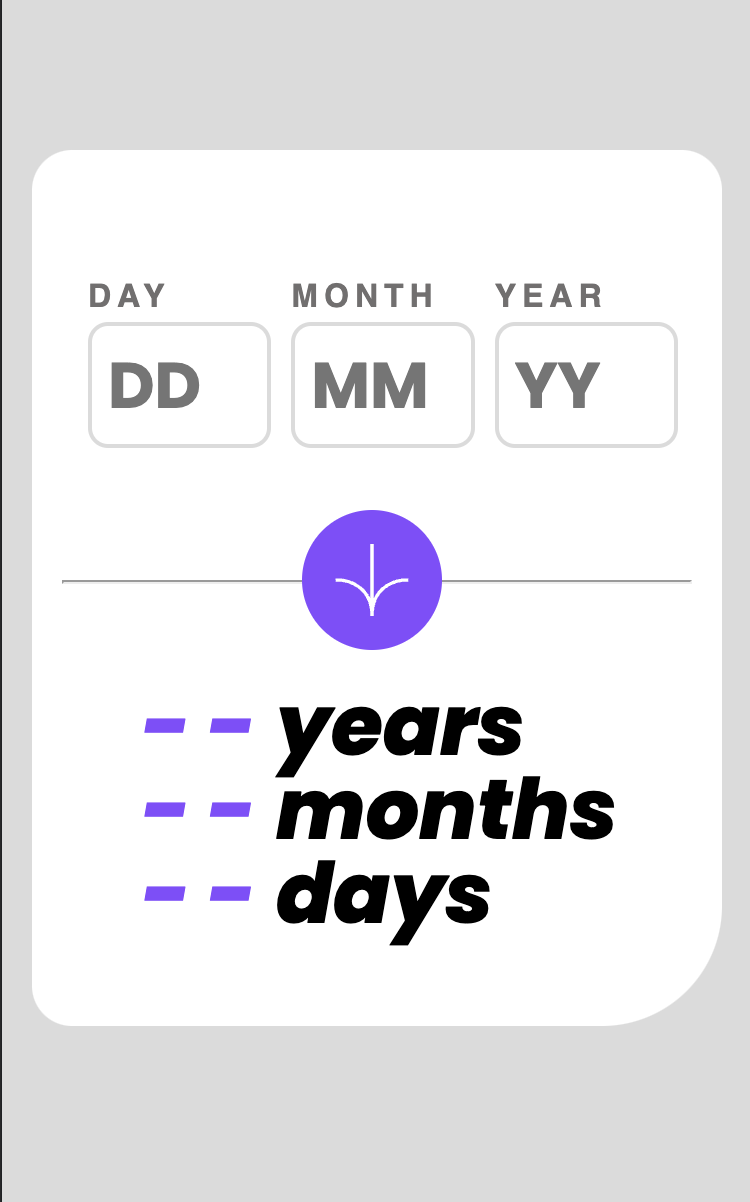 DAY MONTH YEAR
DD MM YY
- - years
- - months
- - days